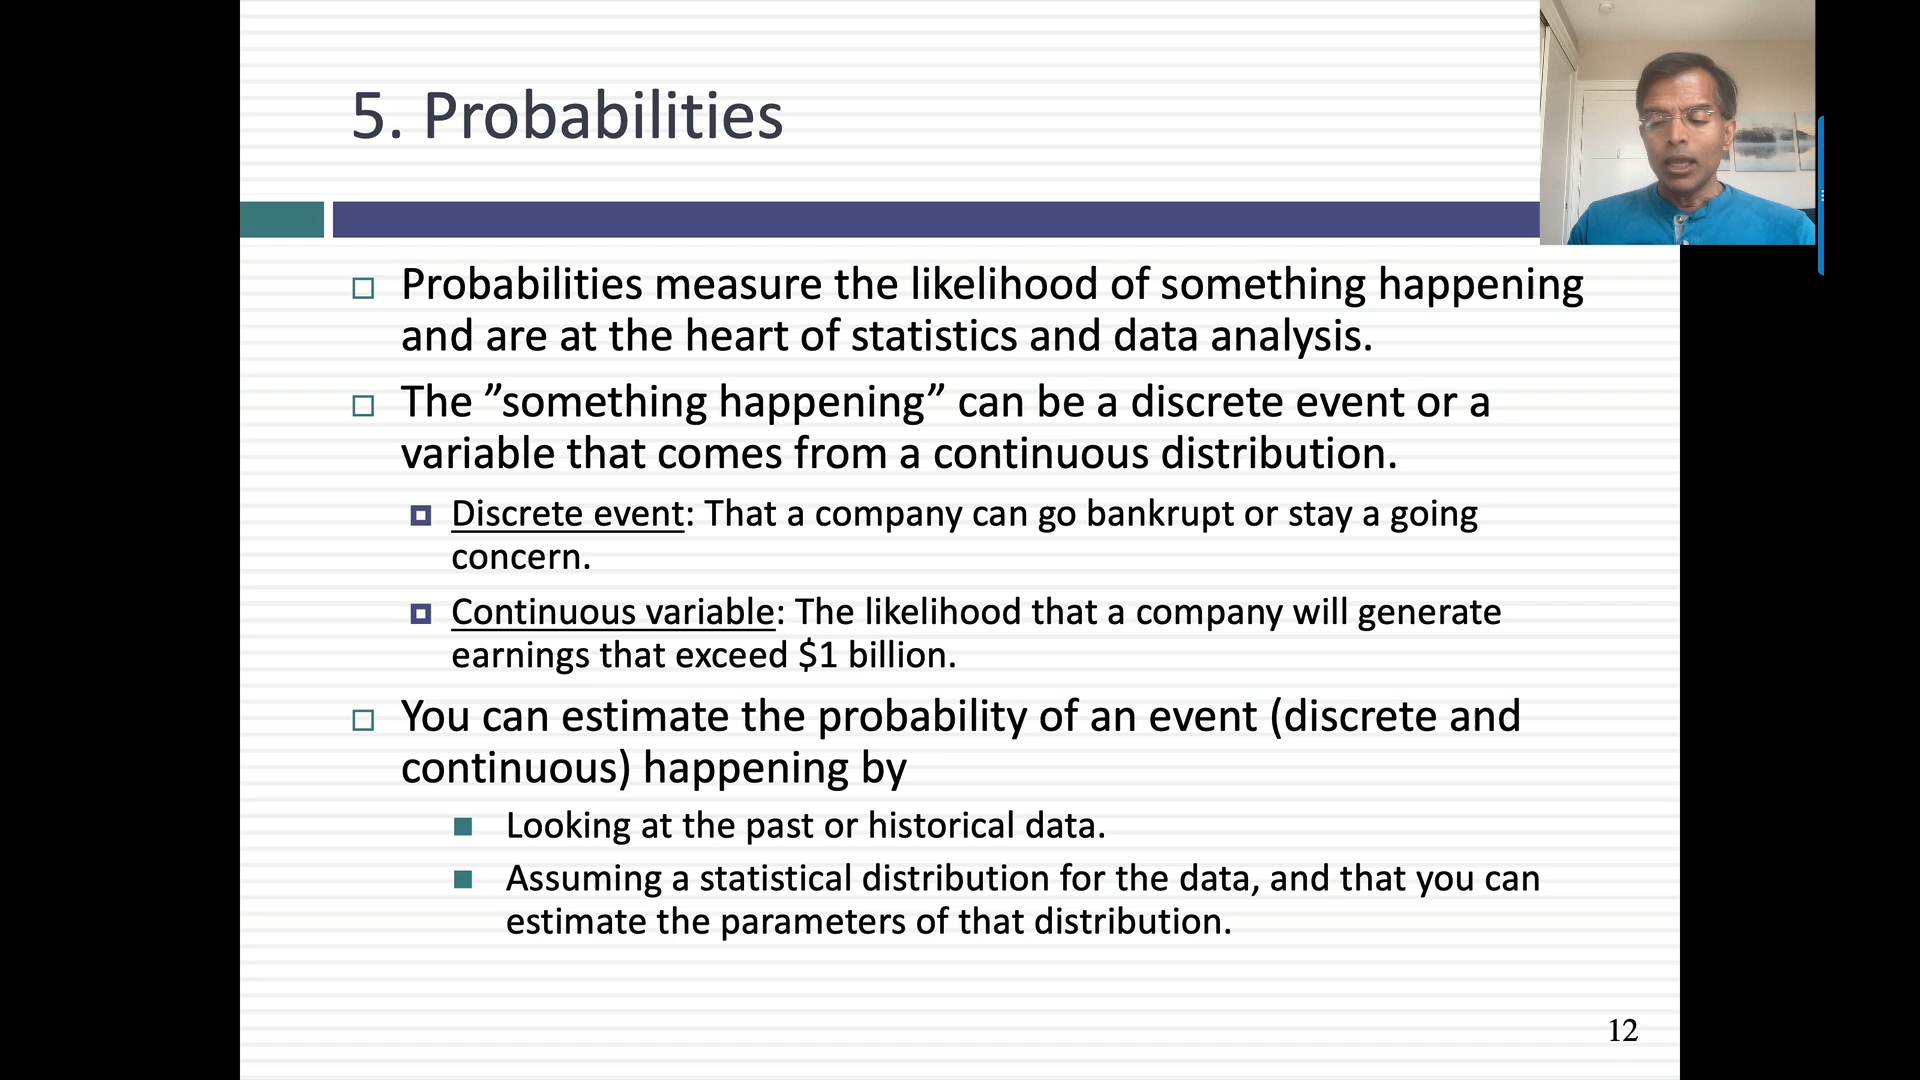 5. Probabilities
Probabilities measure the likelihood of something happening
and are at the heart of statistics and data analysis.
The ”something happening” can be a discrete event or a
variable that comes from a continuous distribution.
Discrete event: That a company can go bankrupt or stay a going
concern.
Continuous variable: The likelihood that a company will generate
earnings that exceed $1 billion.
You can estimate the probability of an event (discrete and
continuous) happening by
Looking at the past or historical data.
Assuming a statistical distribution for the data, and that you can
estimate the parameters of that distribution.
12